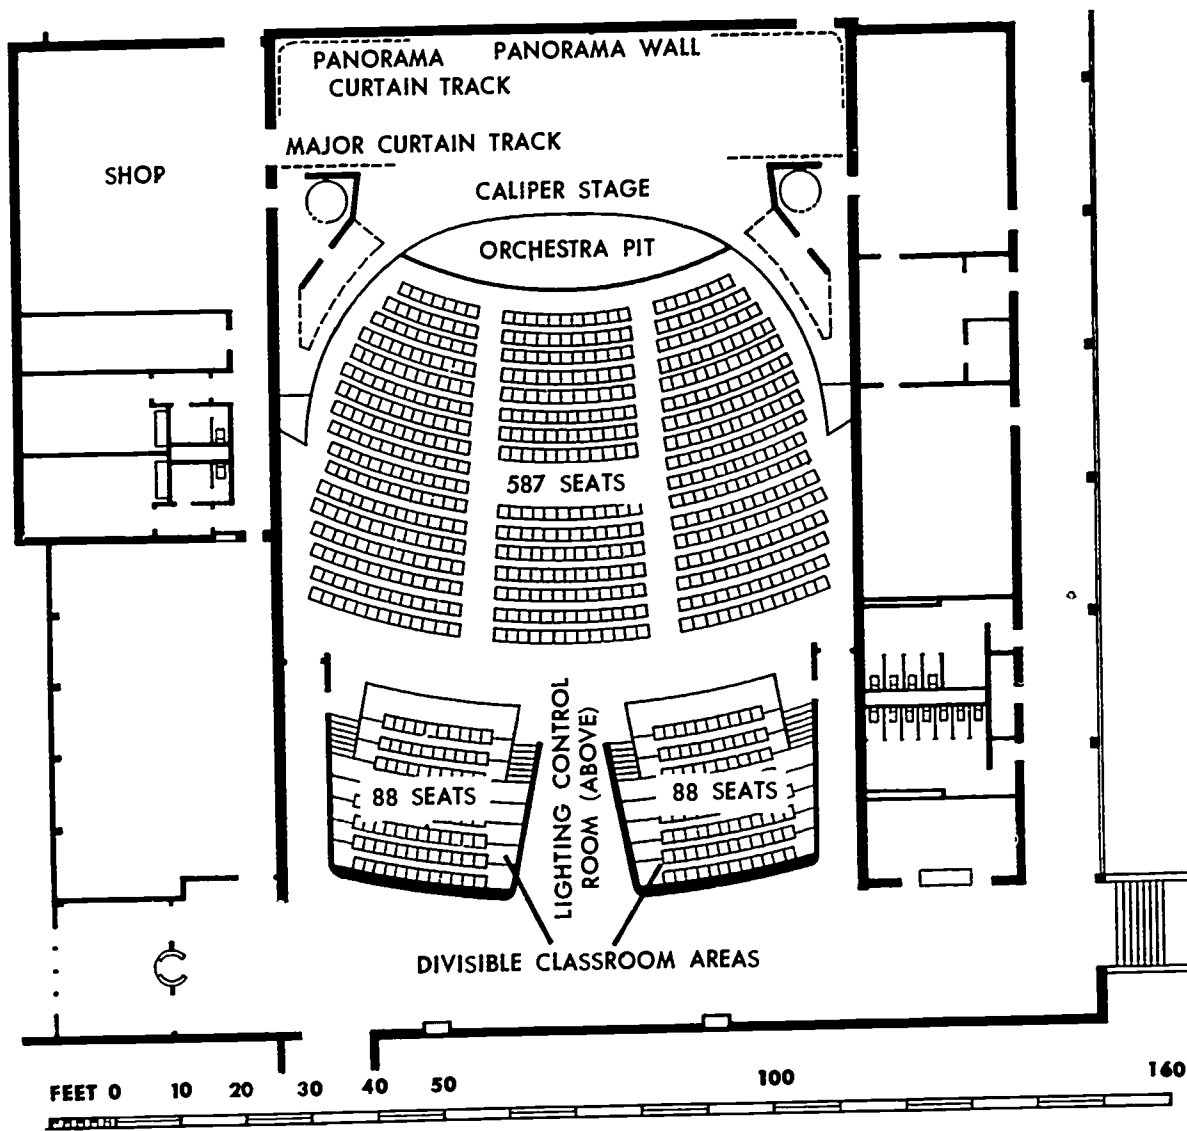 PANORAMA
CURTAIN TRACK
PANORAMA WALL
MAJOR CURTAIN TRACK
SHOP
CALIPER STAGE
ORCHESTRA PIT
587 SEATS
88 SEATS
88 SEATS
LIGHTING CONTROL
ROOM (ABOVE)
DIVISIBLE CLASSROOM AREAS
FEET 0 10 20 30 40 50 100 160